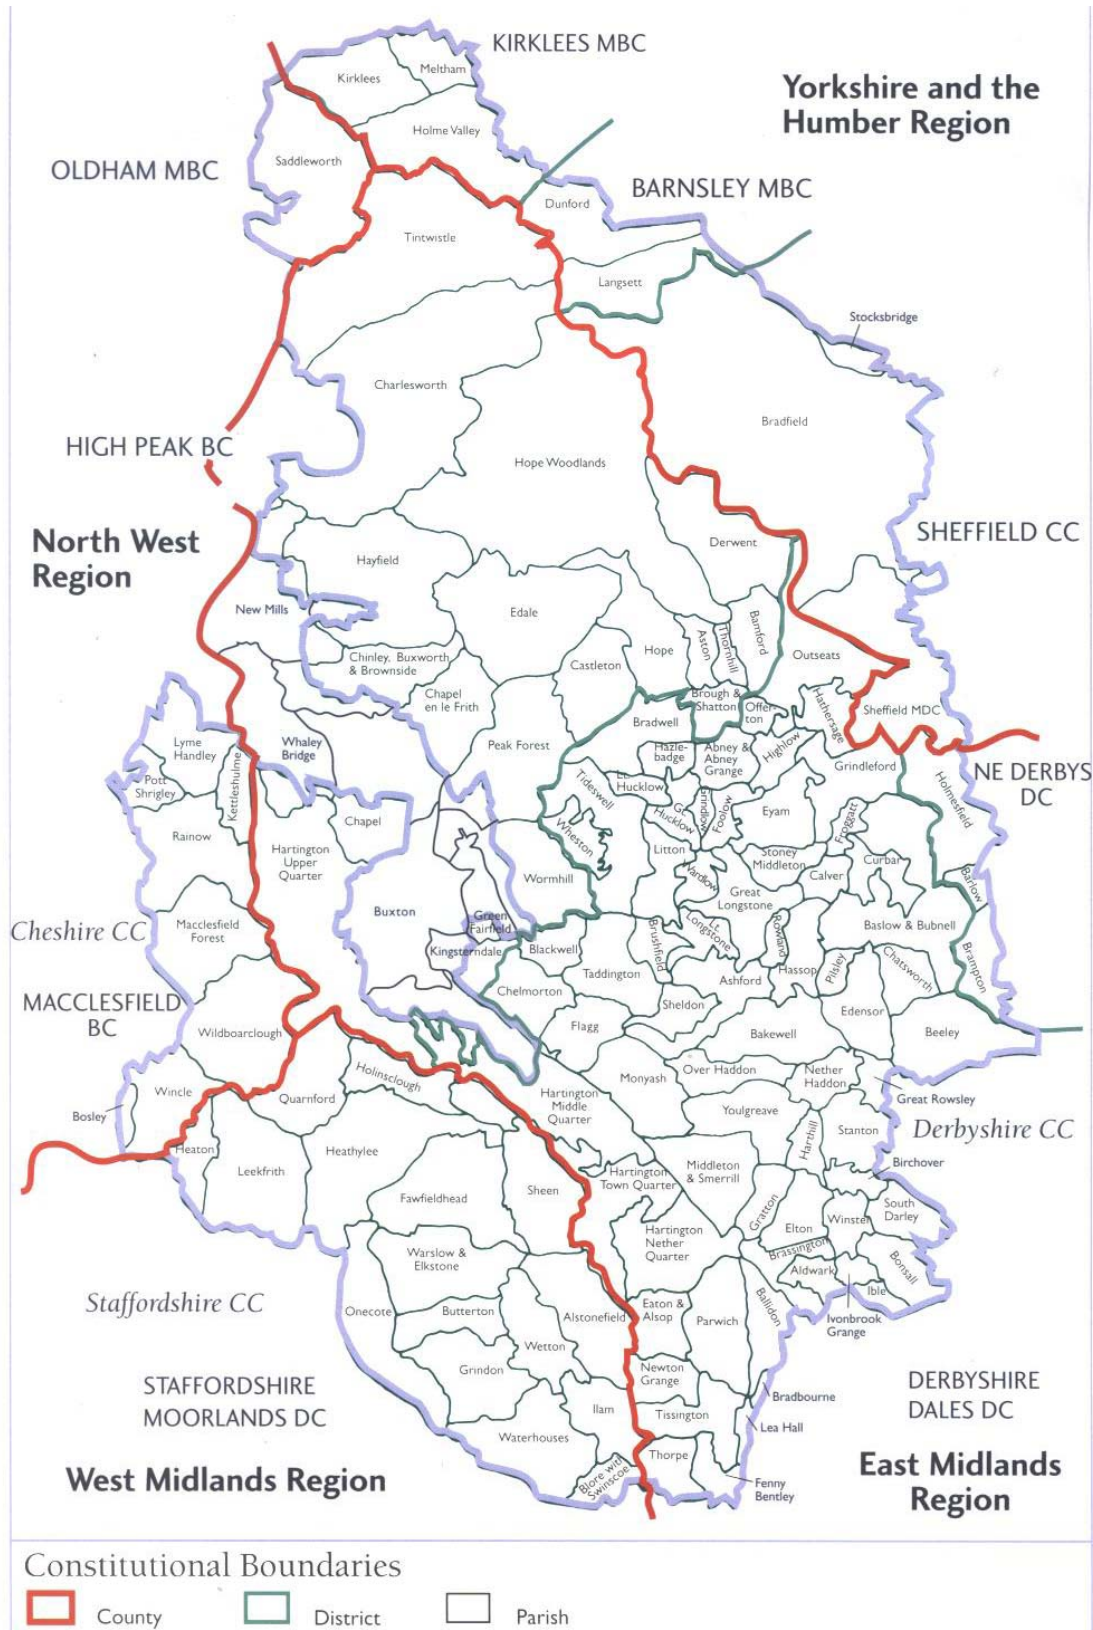 KIRKLEES MBC
Yorkshire and the
Humber Region
Kirklees
Meltham
Holme Valley
Saddleworth
OLDHAM MBC
BARNSLEY MBC
Dunford
Tintwistle
Langsett
Stocksbridge
Charlesworth
Bradfield
HIGH PEAK BC
Hope Woodlands
North West
Region
SHEFFIELD CC
Derwent
Hayfield
New Mills
Edale
Bamford
Thornhill
Aston
Hope
Outseats
Chinley, Buxworth
& Brownside
Castleton
Chapel
en le Frith
Brough &
Shatton
Offer-
ton
Hathersage
Sheffield MDC
Bradwell
Lyme
Handley
Whaley
Bridge
Peak Forest
Hazle-
badge
Abney &
Abney
Grange
Highlow
Grindleford
NE DERBYS
DC
Pott
Shrigley
Kettleshulme
Tideswell
Lt.
Hucklow
Holmesfield
Rainow
Chapel
Gt.
Hucklow
Grindlow
Foolow
Eyam
Froggatt
Hartington
Upper
Quarter
Wheston
Litton
Stoney
Middleton
Curbar
Wormhill
Wardlow
Calver
Barlow
Great
Longstone
Buxton
Green
Fairfield
Macclesfield
Forest
Cheshire CC
Lt.
Longstone
Rowland
Baslow & Bubnell
Kingsterndale
Blackwell
Brushfield
Chatsworth
Brampton
Taddington
Ashford
Hassop
Pilsley
Chelmorton
MACCLESFIELD
BC
Sheldon
Edensor
Wildboarclough
Flagg
Bakewell
Beeley
Holinsclough
Monyash
Over Haddon
Nether
Haddon
Wincle
Quarnford
Hartington
Middle
Quarter
Great Rowsley
Bosley
Youlgreave
Derbyshire CC
Harthill
Stanton
Heaton
Heathylee
Leekfrith
Birchover
Hartington
Town Quarter
Middleton
& Smerrill
Fawfieldhead
Sheen
Gratton
Winster
South
Darley
Elton
Hartington
Nether
Quarter
Brassington
Warslow &
Elkstone
Aldwark
Bonsall
Ible
Staffordshire CC
Onecote
Butterton
Alstonefield
Eaton &
Alsop
Parwich
Ballidon
Ivonbrook
Grange
Wetton
Grindon
Newton
Grange
STAFFORDSHIRE
MOORLANDS DC
DERBYSHIRE
DALES DC
Bradbourne
Ilam
Tissington
Lea Hall
Waterhouses
Thorpe
West Midlands Region
East Midlands
Region
Blore with
Swinscoe
Fenny
Bentley
Constitutional Boundaries
County
District
Parish